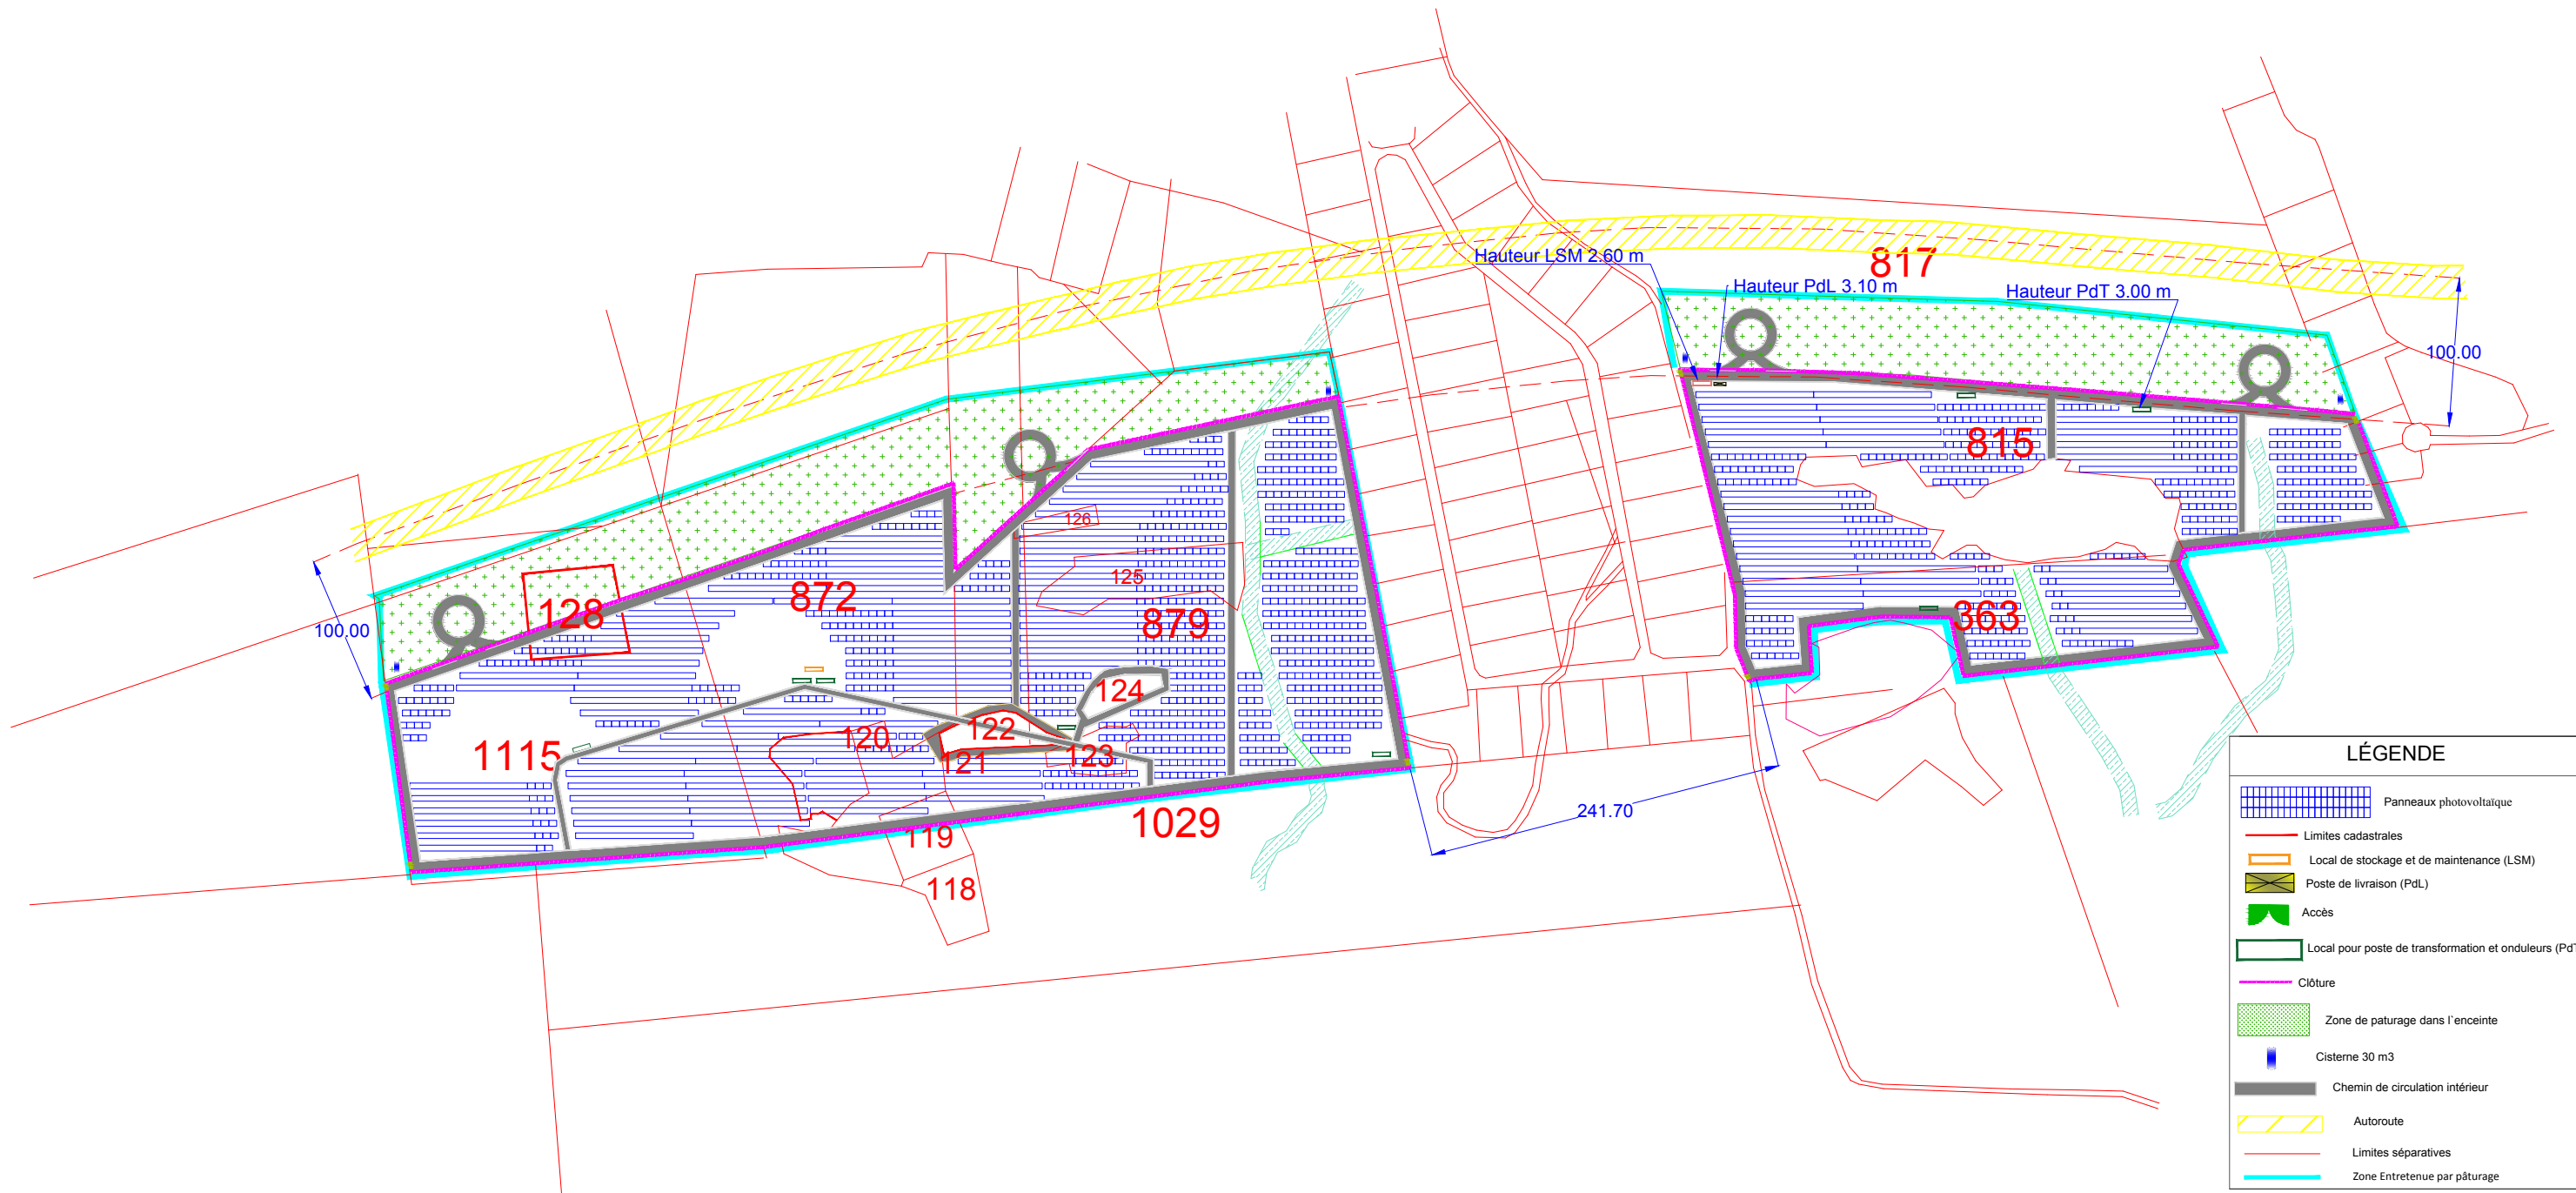 Hauteur LSM 2.60 m
817
Hauteur PdL 3.10 m
Hauteur PdT 3.00 m
100.00
815
126
125
128
872
879
363
100.00
124
122
120
1115
121
123
241.70
1029
119
118
LÉGENDE
Panneaux photovoltaïque
Limites cadastrales
Local de stockage et de maintenance (LSM)
Poste de livraison (PdL)
Accès
Local pour poste de transformation et onduleurs (PdT
Clôture
Zone de paturage dans l`enceinte
Cisterne 30 m3
Chemin de circulation intérieur
Autoroute
Limites séparatives
Zone Entretenue par pâturage